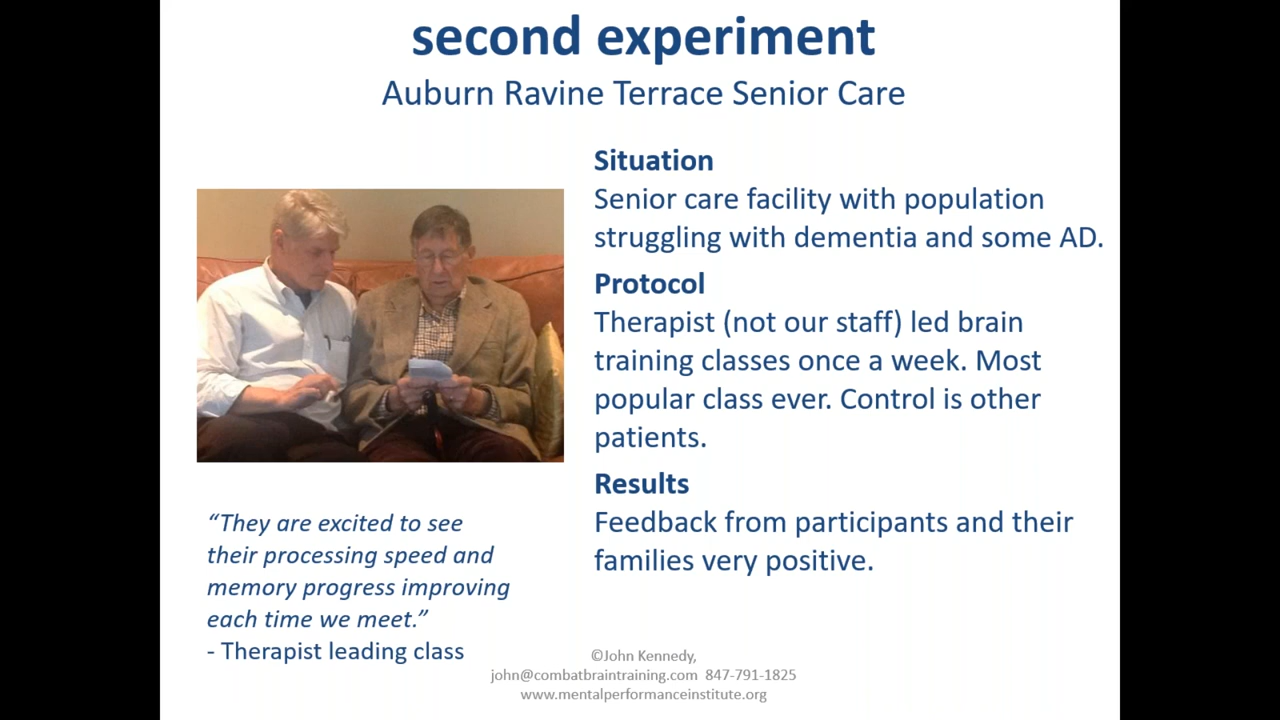 second experiment
Auburn Ravine Terrace Senior Care
Situation
Senior care facility with population
struggling with dementia and some AD.
Protocol
Therapist (not our staff) led brain
training classes once a week. Most
popular class ever. Control is other
patients.
Results
Feedback from participants and their
families very positive.
“They are excited to see
their processing speed and
memory progress improving
each time we meet.”
- Therapist leading class
©John Kennedy,
john@combatbraintraining.com 847-791-1825
www.mentalperformanceinstitute.org